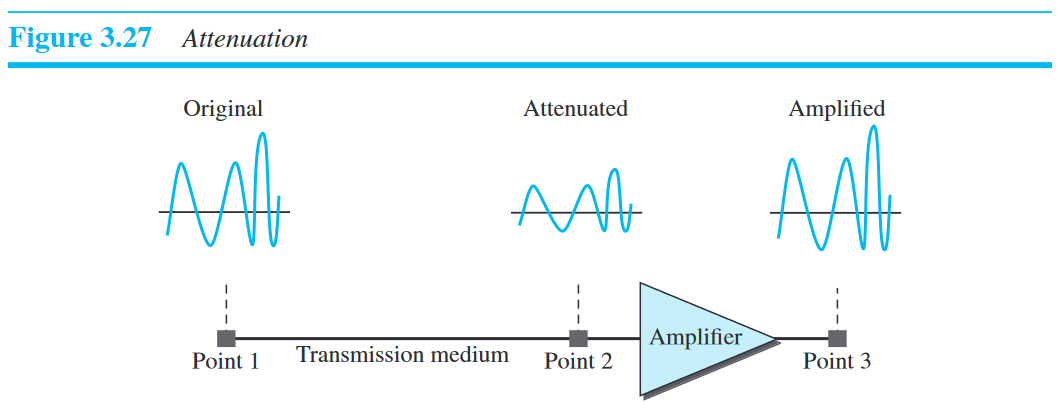 Figure 3.27 Attenuation
Original
Attenuated
Amplified
Amplifier
Point 1
Transmission medium
Point 2
Point 3